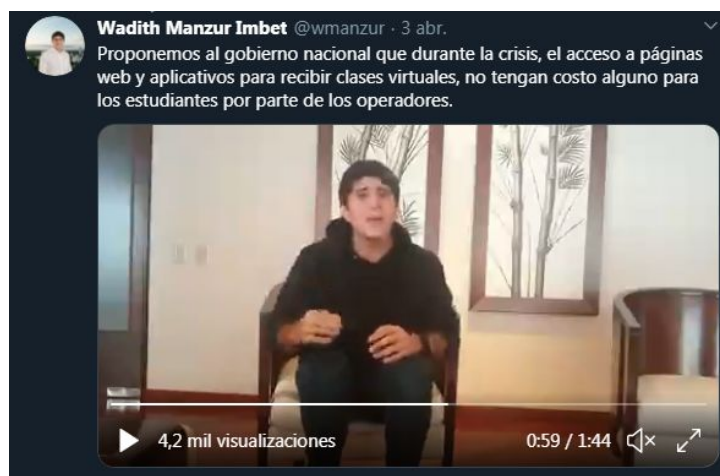 Wadith Manzur Imbet @wmanzur · 3 abr.
Proponemos al gobierno nacional que durante la crisis, el acceso a páginas
web y aplicativos para recibir clases virtuales, no tengan costo alguno para
los estudiantes por parte de los operadores.
4,2 mil visualizaciones 0:59 / 1:44